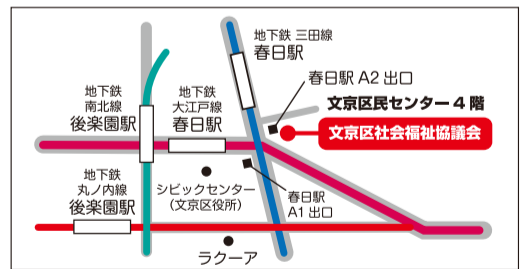 地下鉄 三田線
春日駅
春日駅 A2 出口
文京区民センター 4 階
文京区社会福祉協議会
地下鉄
南北線
後楽園駅
地下鉄
大江戸線
春日駅
地下鉄
丸ノ内線
後楽園駅
シビックセンター
（文京区役所）
春日駅
A1 出口
ラクーア